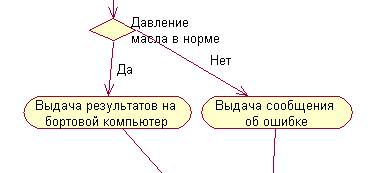 Давление
масла в норме
Да
Нет
Выдача результатов на
бортовой компьютер
Выдача сообщения
об ошибке